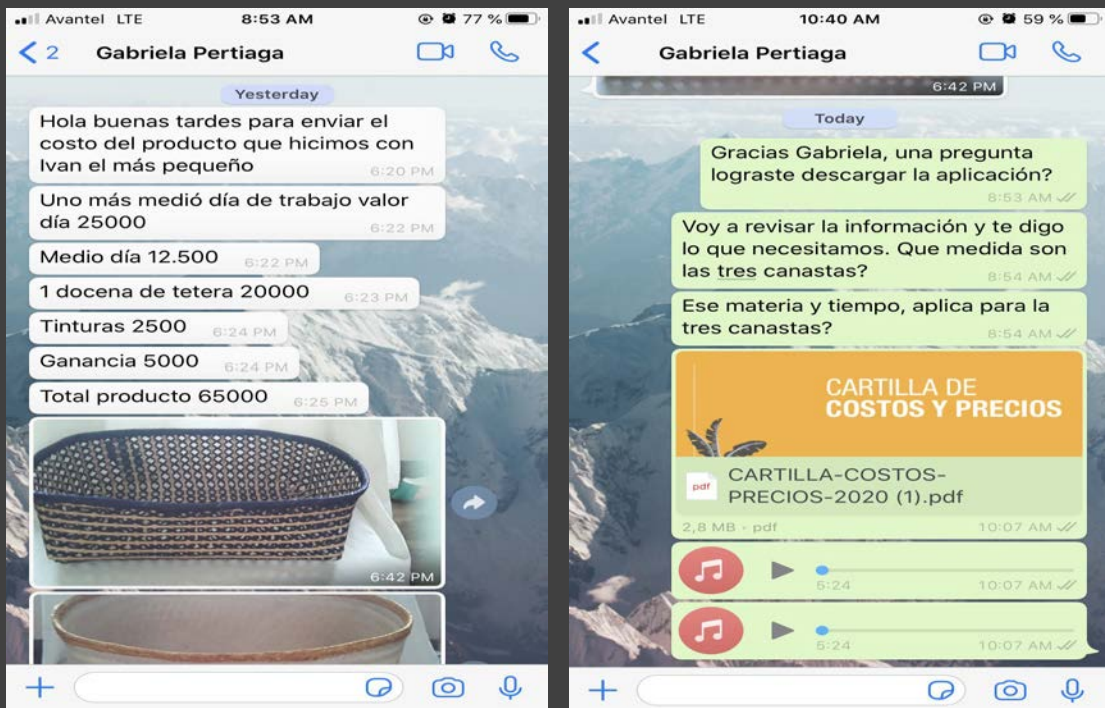 Avantel LTE 8:53 AM 77 %
2 Gabriela Pertiaga
Yesterday
Hola buenas tardes para enviar el
costo del producto que hicimos con
Ivan el más pequeño
6:20 PM
Uno más medió día de trabajo valor
día 25000
6:22 PM
Medio día 12.500 6:22 PM
1 docena de tetera 20000 6:23 PM
Tinturas 2500 6:24 PM
Ganancia 5000 6:24 PM
Total producto 65000 6:25 PM
6:42 PM
Avantel LTE 10:40 AM 59 %
Gabriela Pertiaga
6:42 PM
Today
Gracias Gabriela, una pregunta
lograste descargar la aplicación?
8:53 AM
Voy a revisar la información y te digo
lo que necesitamos. Que medida son
las tres canastas?
8:54 AM
Ese materia y tiempo, aplica para la
tres canastas?
8:54 AM
CARTILLA DE
COSTOS Y PRECIOS
pdf
CARTILLA-COSTOS-
PRECIOS-2020 (1).pdf
2,8 MB · pdf 10:07 AM
5:24 10:07 AM
5:24 10:07 AM